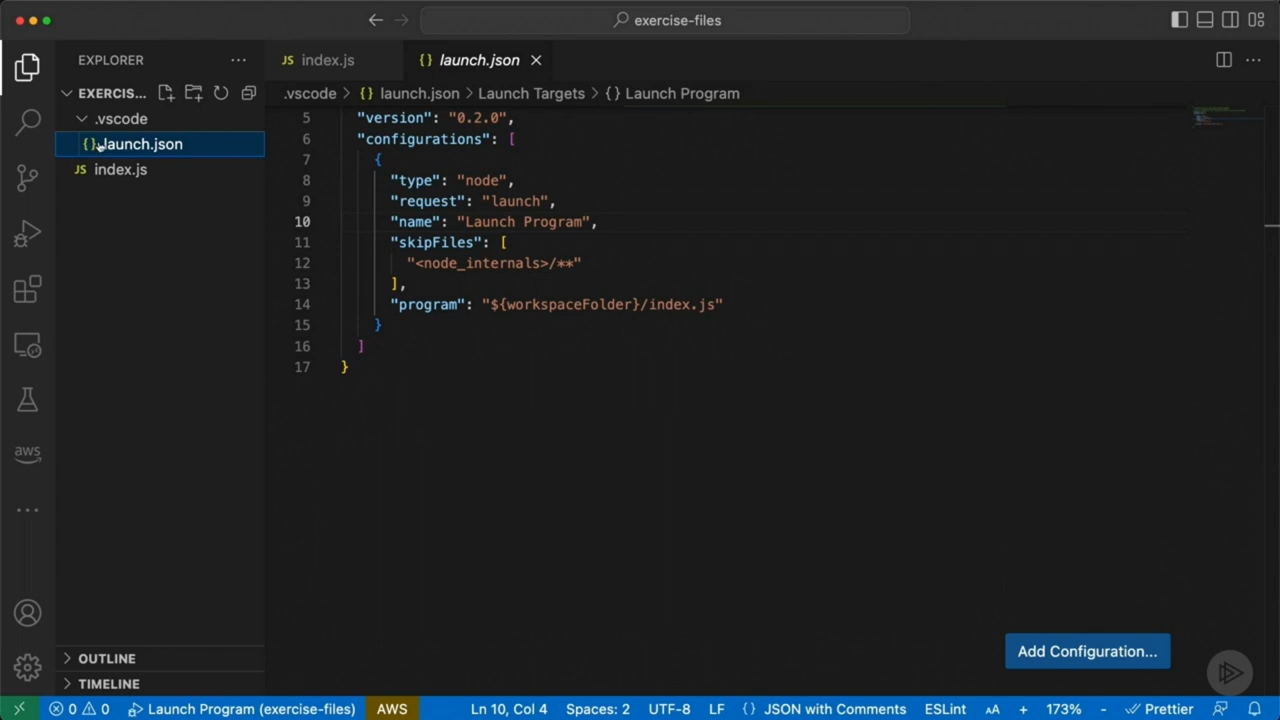 exercise-files
EXPLORER
EXERCIS...
.vscode
launch.json
index.js
OUTLINE
TIMELINE
aws
JS index.js
{} launch.json
.vscode > {} launch.json > Launch Targets > {} Launch Program
5 "version": "0.2.0",
6 "configurations": [
7 {
8 "type": "node",
9 "request": "launch",
10 "name": "Launch Program",
11 "skipFiles": [
12 "<node_internals>/**"
13 ],
14 "program": "${workspaceFolder}/index.js"
15 }
16 ]
17 }
Add Configuration...
0 0 Launch Program (exercise-files) AWS Ln 10, Col 4 Spaces: 2 UTF-8 LF {} JSON with Comments ESLint AA + 173% - Prettier